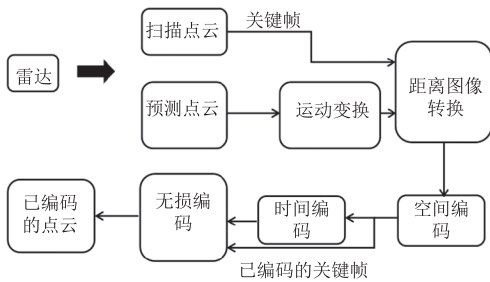 扫描点云
关键帧
雷达
预测点云
运动变换
距离图像
转换
已编码
的点云
无损编
码
时间编
码
空间编
码
已编码的关键帧